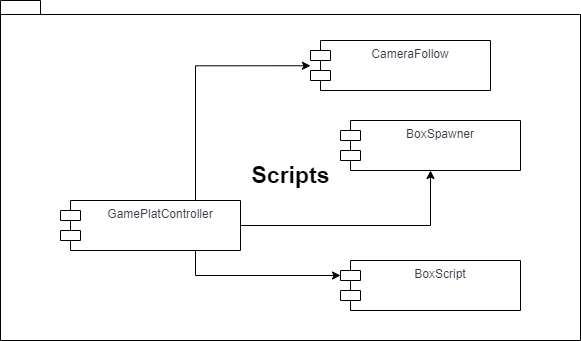 CameraFollow
BoxSpawner
Scripts
GamePlatController
BoxScript